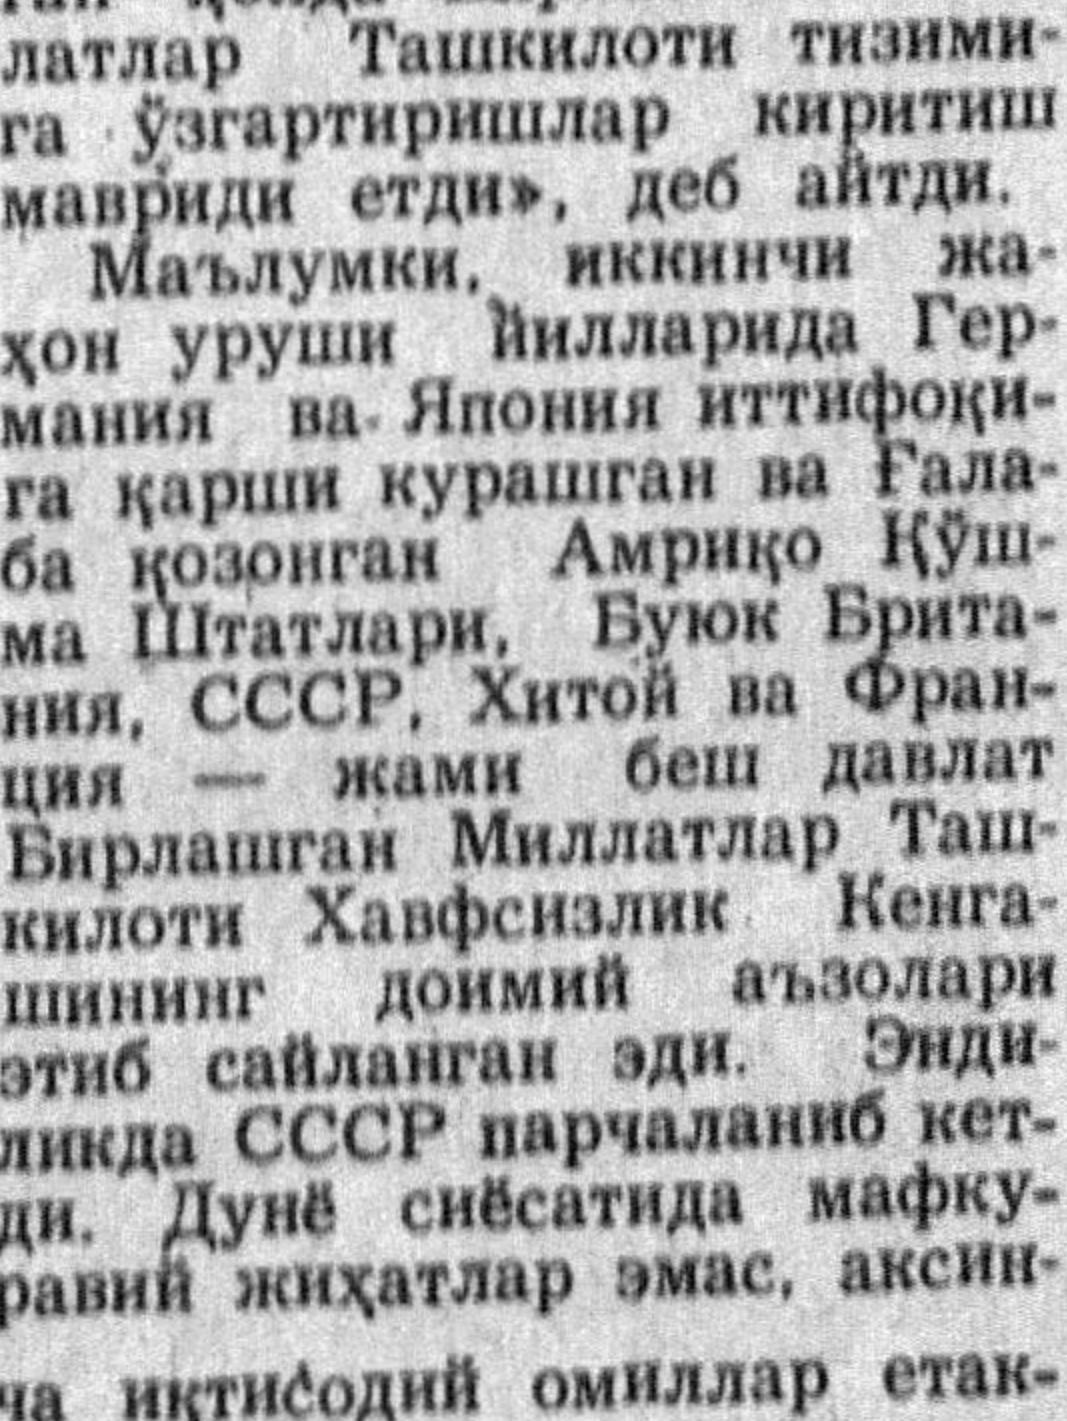 латлар Ташкилоти тизими-
га ўзгартиришлар киритиш
мавриди етди», деб айтди.
Маълумки, иккинчи жа-
ҳон уруши йилларида Гер-
мания ва Япония иттифоқи-
га қарши курашган ва Ғала-
ба қозонган Амриқо Қўш-
ма Штатлари, Буюк Брита-
ния, СССР, Хитой ва Фран-
ция — жами беш давлат
Бирлашган Миллатлар Таш-
килоти Хавфсизлик Кенга-
шининг доимий аъзолари
этиб сайланган эди. Энди-
ликда СССР парчаланиб кет-
ди. Дунё сиёсатида мафку-
равий жиҳатлар эмас, аксин-
ча иқтисодий омиллар етак-